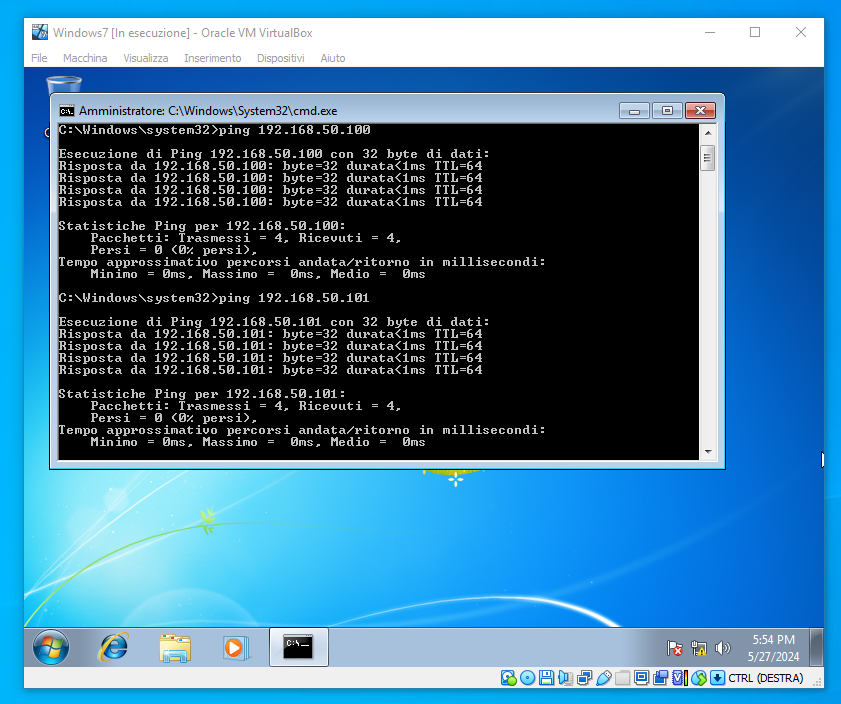 Windows7 [In esecuzione] - Oracle VM VirtualBox
File Macchina Visualizza Inserimento Dispositivi Aiuto
Amministratore: C:\Windows\System32\cmd.exe
C:\Windows\system32>ping 192.168.50.100
Esecuzione di Ping 192.168.50.100 con 32 byte di dati:
Risposta da 192.168.50.100: byte=32 durata<1ms TTL=64
Risposta da 192.168.50.100: byte=32 durata<1ms TTL=64
Risposta da 192.168.50.100: byte=32 durata<1ms TTL=64
Risposta da 192.168.50.100: byte=32 durata<1ms TTL=64
Statistiche Ping per 192.168.50.100:
Pacchetti: Trasmessi = 4, Ricevuti = 4,
Persi = 0 (0% persi),
Tempo approssimativo percorsi andata/ritorno in millisecondi:
Minimo = 0ms, Massimo =  0ms, Medio =  0ms
C:\Windows\system32>ping 192.168.50.101
Esecuzione di Ping 192.168.50.101 con 32 byte di dati:
Risposta da 192.168.50.101: byte=32 durata<1ms TTL=64
Risposta da 192.168.50.101: byte=32 durata<1ms TTL=64
Risposta da 192.168.50.101: byte=32 durata<1ms TTL=64
Risposta da 192.168.50.101: byte=32 durata<1ms TTL=64
Statistiche Ping per 192.168.50.101:
Pacchetti: Trasmessi = 4, Ricevuti = 4,
Persi = 0 (0% persi),
Tempo approssimativo percorsi andata/ritorno in millisecondi:
Minimo = 0ms, Massimo =  0ms, Medio =  0ms
5:54 PM
5/27/2024
CTRL (DESTRA)